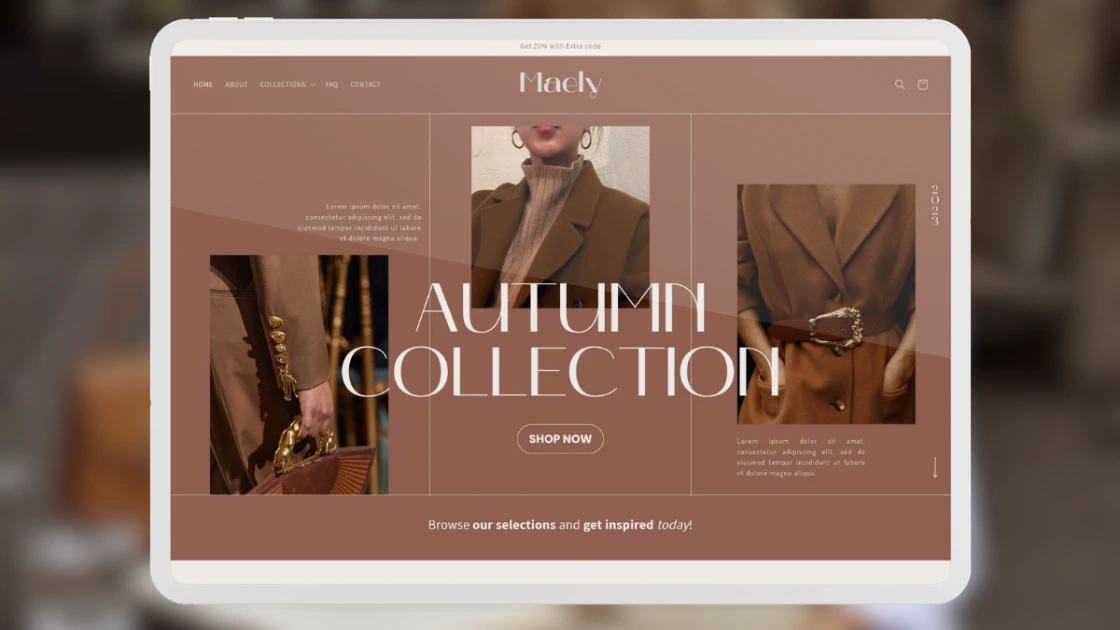 Get 20% with Extra code
HOME ABOUT COLLECTIONS FAQ CONTACT
Maely
Lorem ipsum dolor sit amet,
consectetur adipiscing elit, sed do
eiusmod tempor incididunt ut labore
et dolore magna aliqua.
2023
AUTUMN
COLLECTION
SHOP NOW
Lorem ipsum dolor sit amet,
consectetur adipiscing elit, sed do
eiusmod tempor incididunt ut labore
et dolore magna aliqua.
Browse our selections and get inspired today!